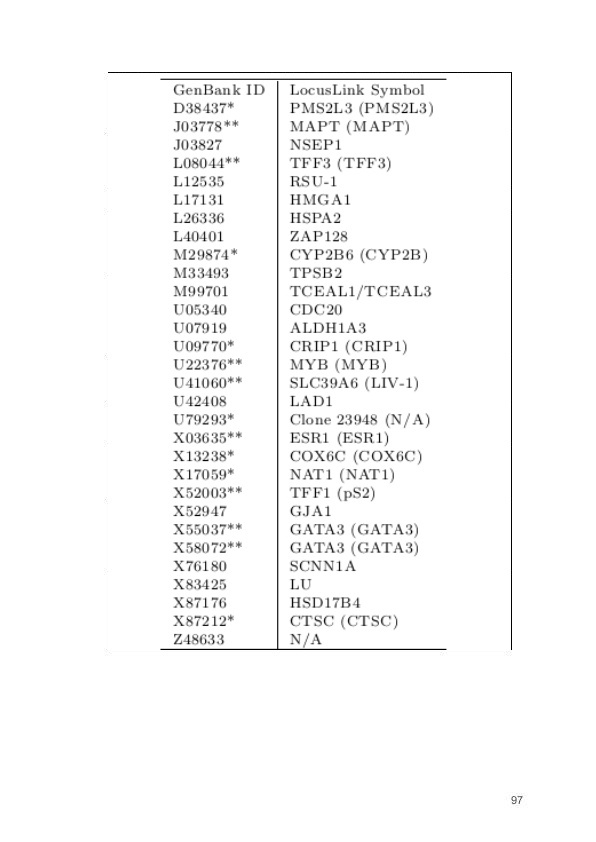 GenBank ID LocusLink Symbol
D38437* PMS2L3 (PMS2L3)
J03778** MAPT (MAPT)
J03827 NSEP1
L08044** TFF3 (TFF3)
L12535 RSU-1
L17131 HMGA1
L26336 HSPA2
L40401 ZAP128
M29874* CYP2B6 (CYP2B)
M33493 TPSB2
M99701 TCEAL1/TCEAL3
U05340 CDC20
U07919 ALDH1A3
U09770* CRIP1 (CRIP1)
U22376** MYB (MYB)
U41060** SLC39A6 (LIV-1)
U42408 LAD1
U79293* Clone 23948 (N/A)
X03635** ESR1 (ESR1)
X13238* COX6C (COX6C)
X17059* NAT1 (NAT1)
X52003** TFF1 (pS2)
X52947 GJA1
X55037** GATA3 (GATA3)
X58072** GATA3 (GATA3)
X76180 SCNN1A
X83425 LU
X87176 HSD17B4
X87212* CTSC (CTSC)
Z48633 N/A
97